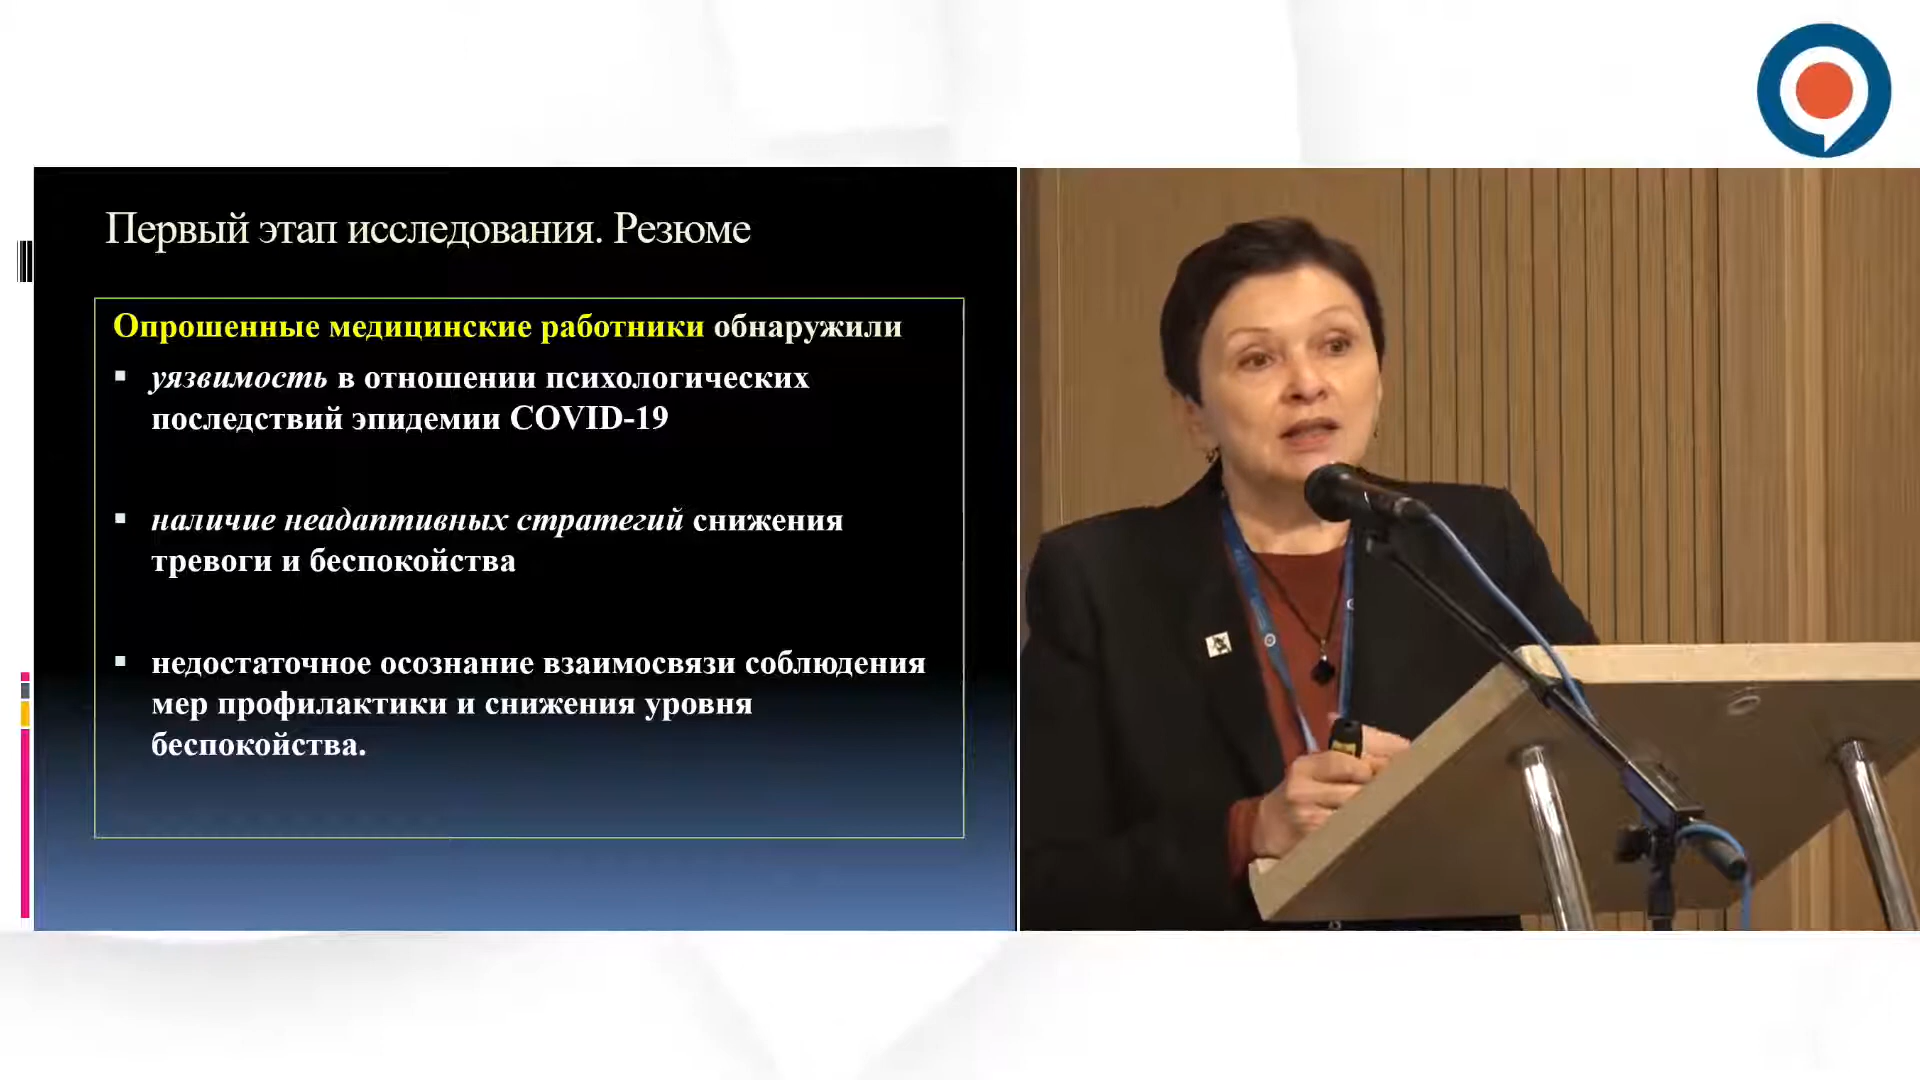 Первый этап исследования. Резюме
Опрошенные медицинские работники обнаружили
уязвимость в отношении психологических
последствий эпидемии COVID-19
наличие неадаптивных стратегий снижения
тревоги и беспокойства
недостаточное осознание взаимосвязи соблюдения
мер профилактики и снижения уровня
беспокойства.